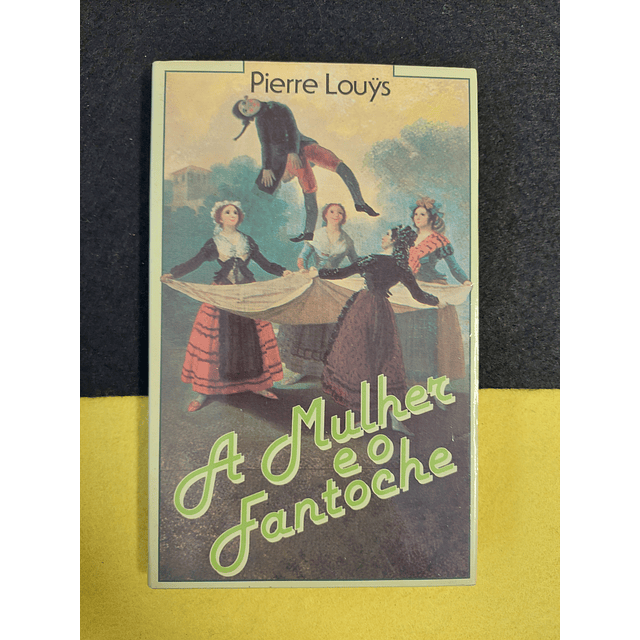 Pierre Louÿs
A Mulher
e o
Fantoche